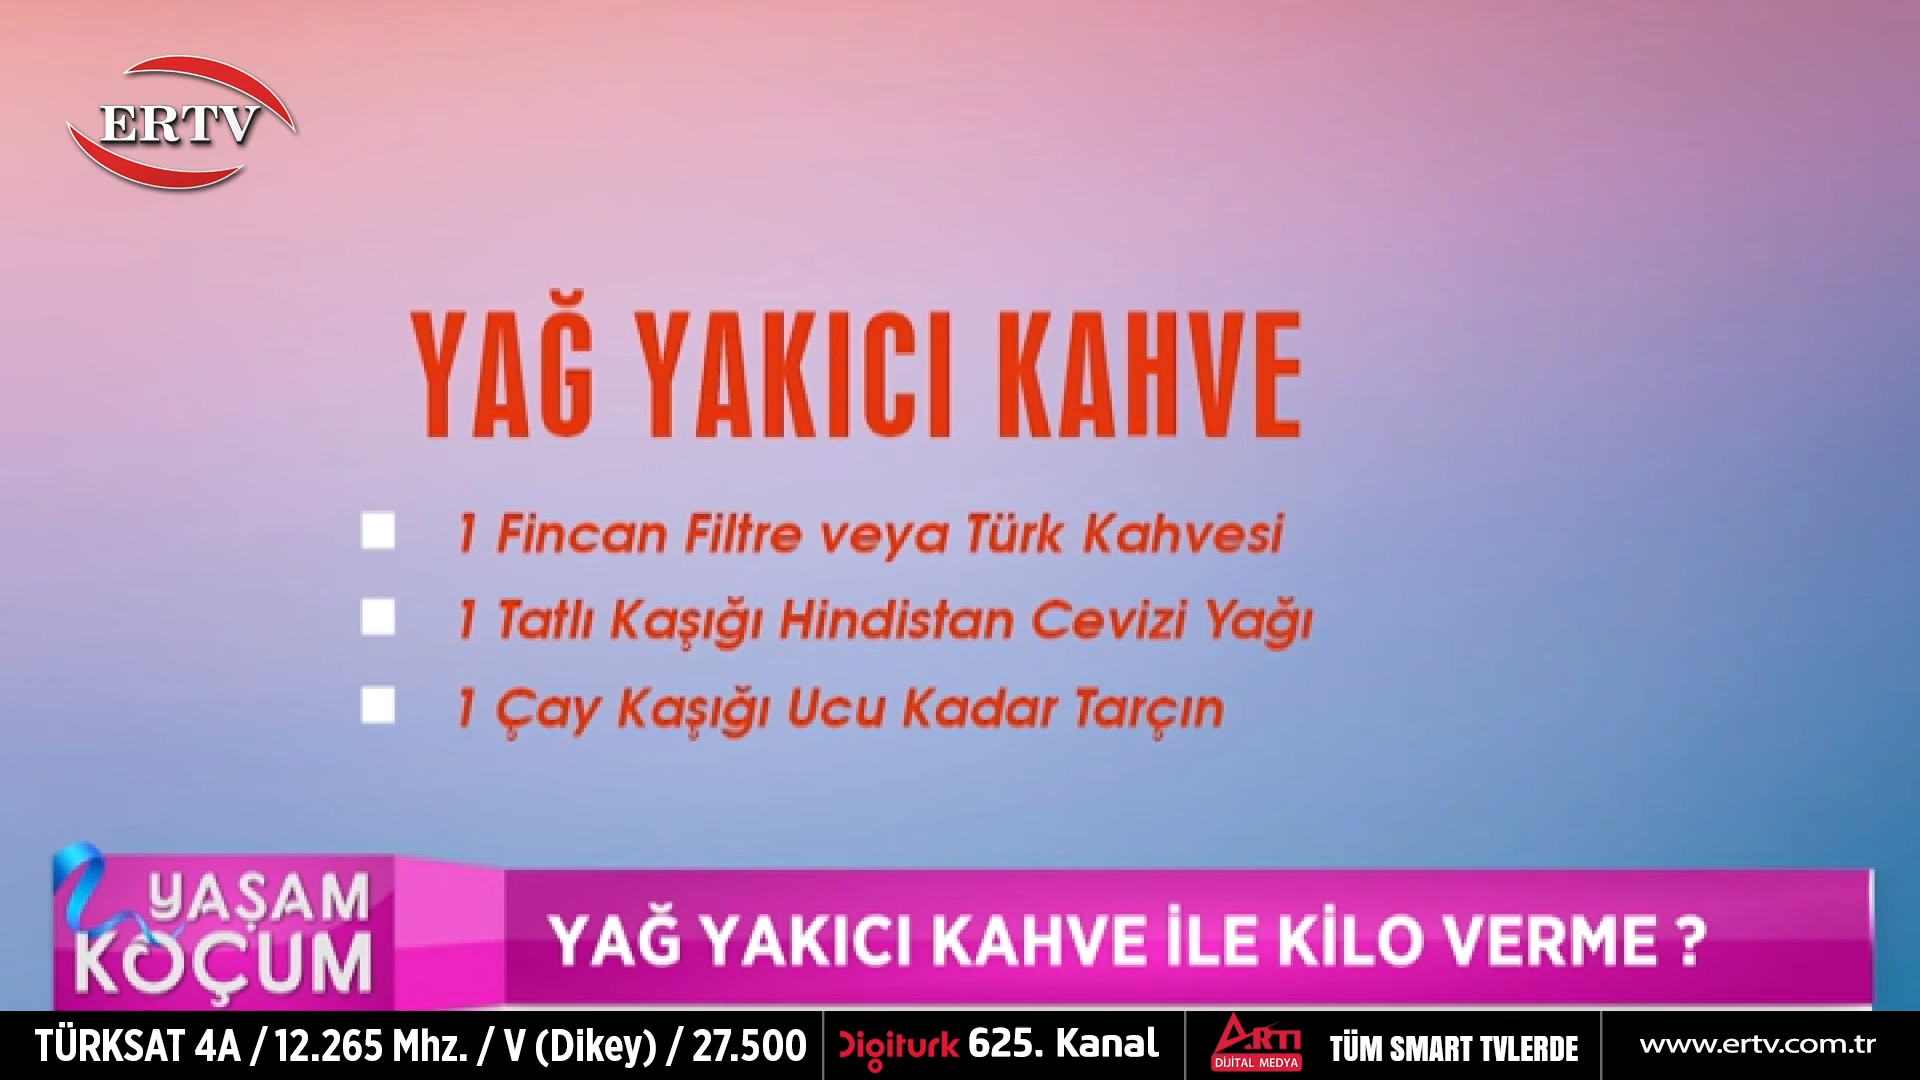 ERTV
YAĞ YAKICI KAHVE
1 Fincan Filtre veya Türk Kahvesi
1 Tatlı Kaşığı Hindistan Cevizi Yağı
1 Çay Kaşığı Ucu Kadar Tarçın
YAŞAM
KOÇUM
YAĞ YAKICI KAHVE İLE KİLO VERME ?
TÜRKSAT 4A / 12.265 Mhz. / V (Dikey) / 27.500
Digiturk 625. Kanal
ARTI
DİJİTAL MEDYA
TÜM SMART TVLERDE
www.ertv.com.tr